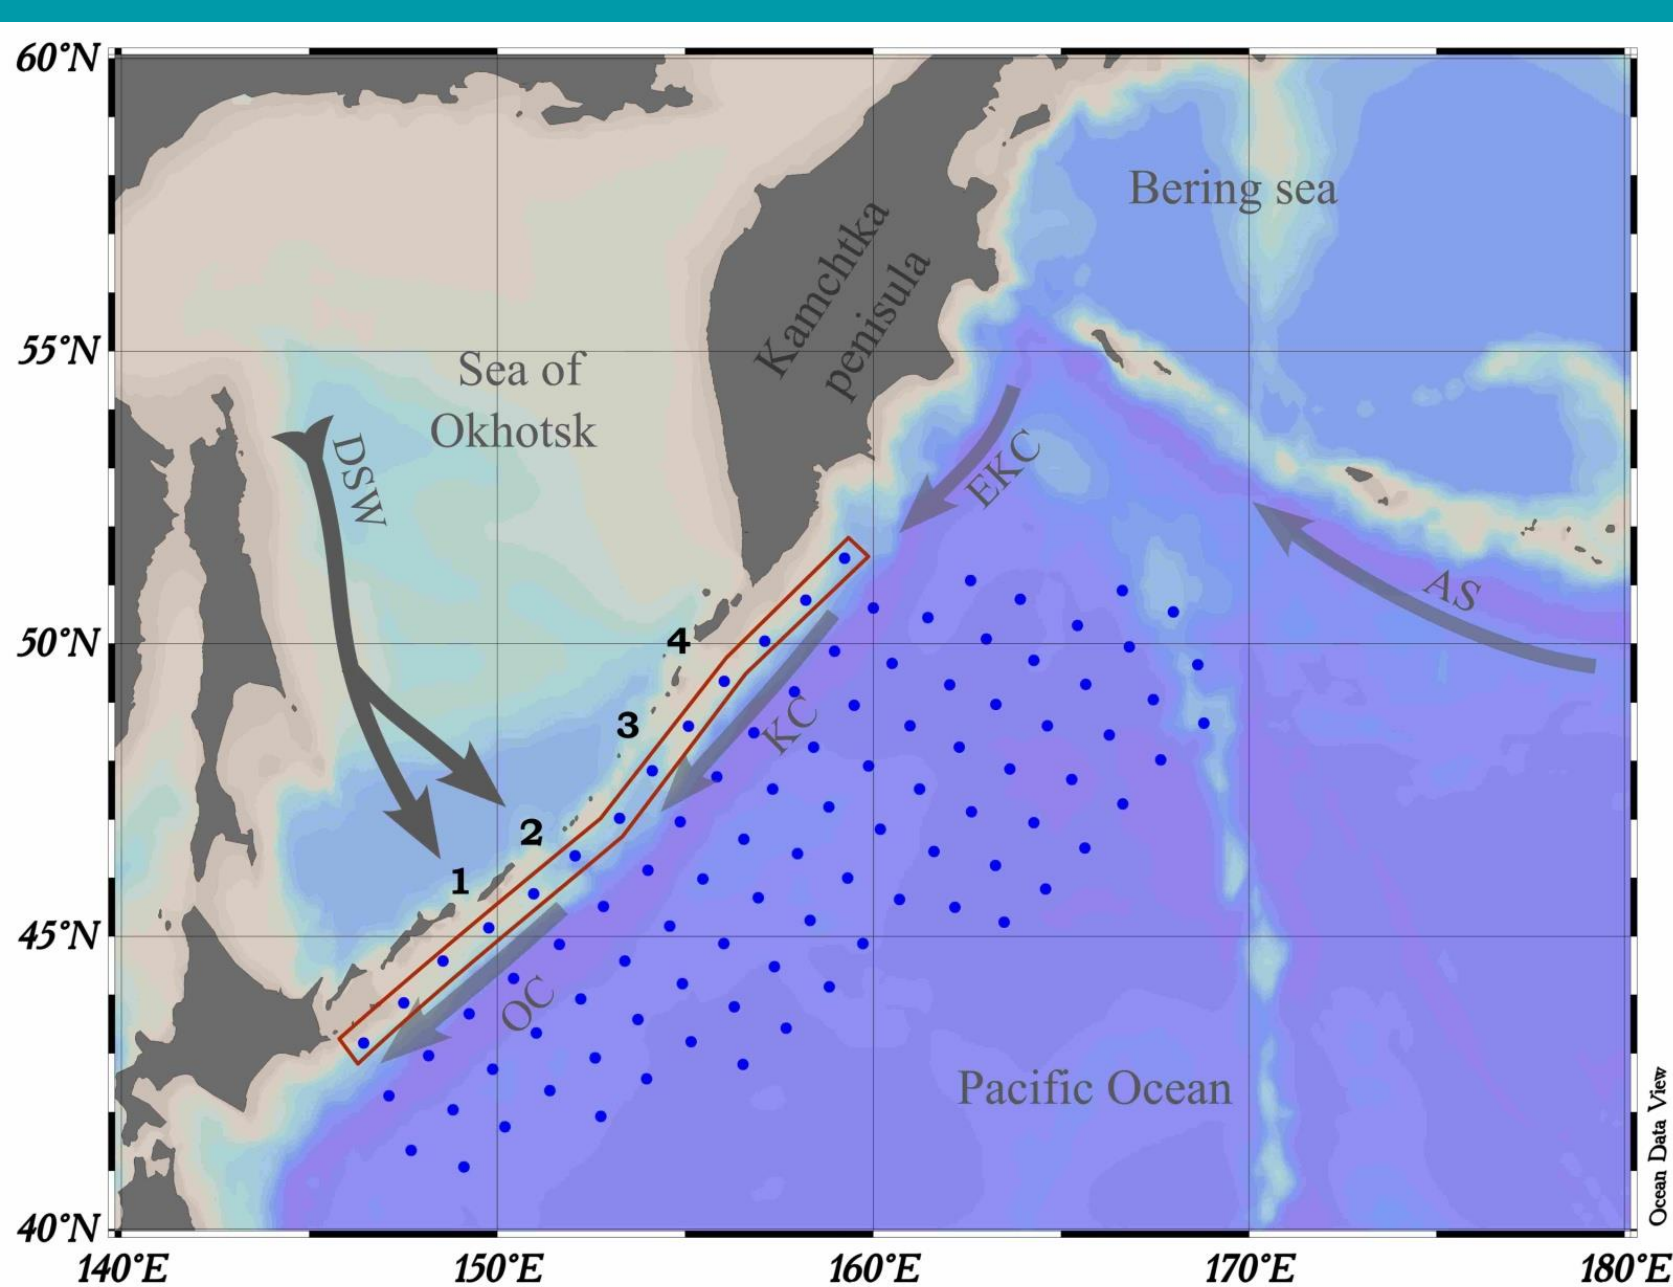 60°N
55°N
50°N
45°N
40°N
140°E
150°E
160°E
170°E
180°E
Bering sea
Kamchtka
penisula
Sea of
Okhotsk
DSW
EKC
AS
4
3
KC
2
1
OC
Pacific Ocean
Ocean Data View